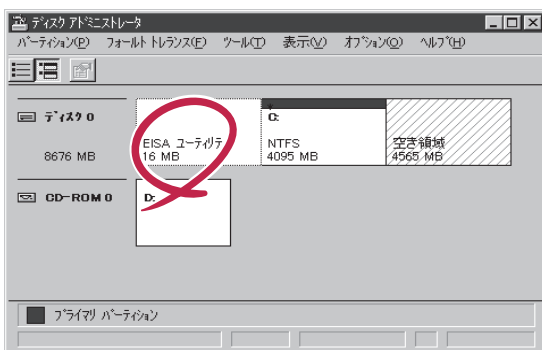 ディスク アドミニストレータ
パーティション(P) フォールト トレランス(F) ツール(T) 表示(V) オプション(O) ヘルプ(H)
ディスク 0
8676 MB
EISA ユーティリテ
16 MB
C:
NTFS
4095 MB
空き領域
4565 MB
CD-ROM 0
D:
プライマリ パーティション